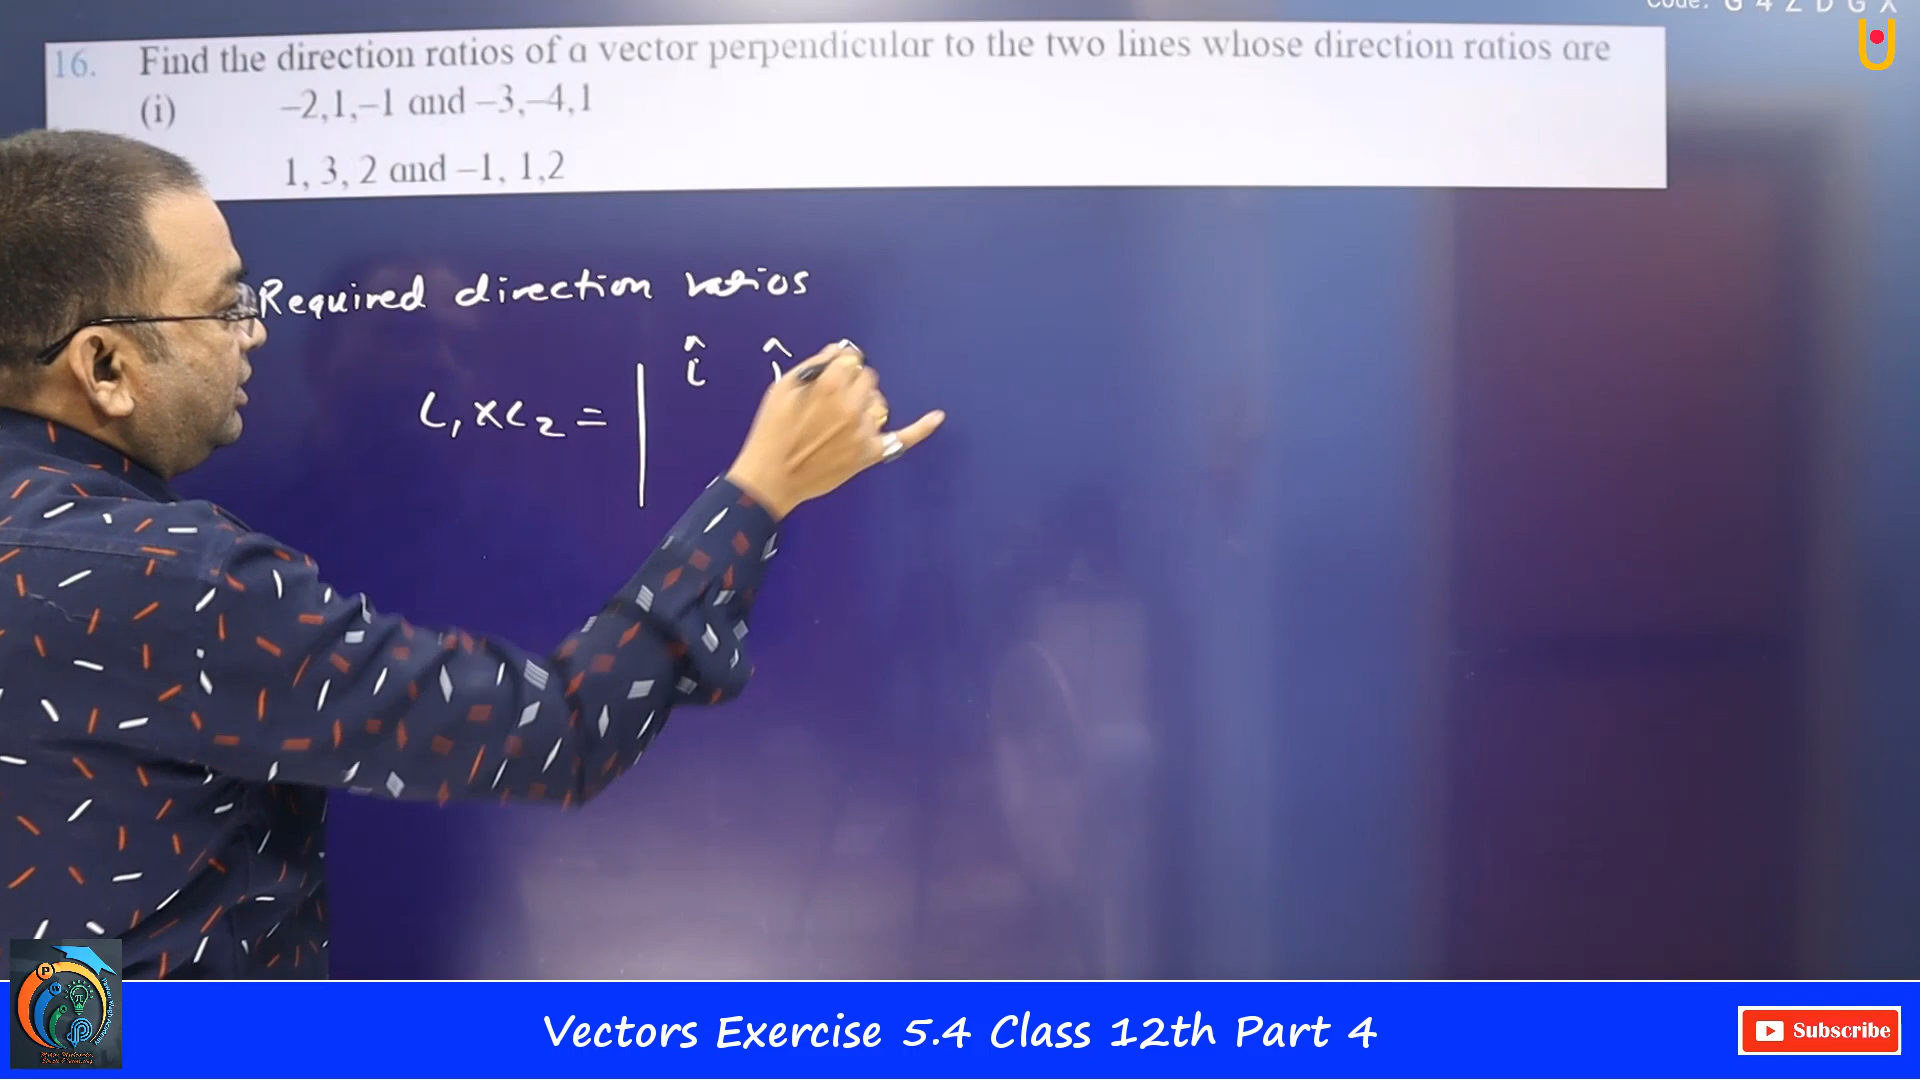 Code: G 4 Z D G X
16. Find the direction ratios of a vector perpendicular to the two lines whose direction ratios are
(i) –2,1,–1 and –3,–4,1
1, 3, 2 and –1, 1,2
Required direction ratios
L₁ × L₂ = | î ĵ
Vectors Exercise 5.4 Class 12th Part 4
Subscribe